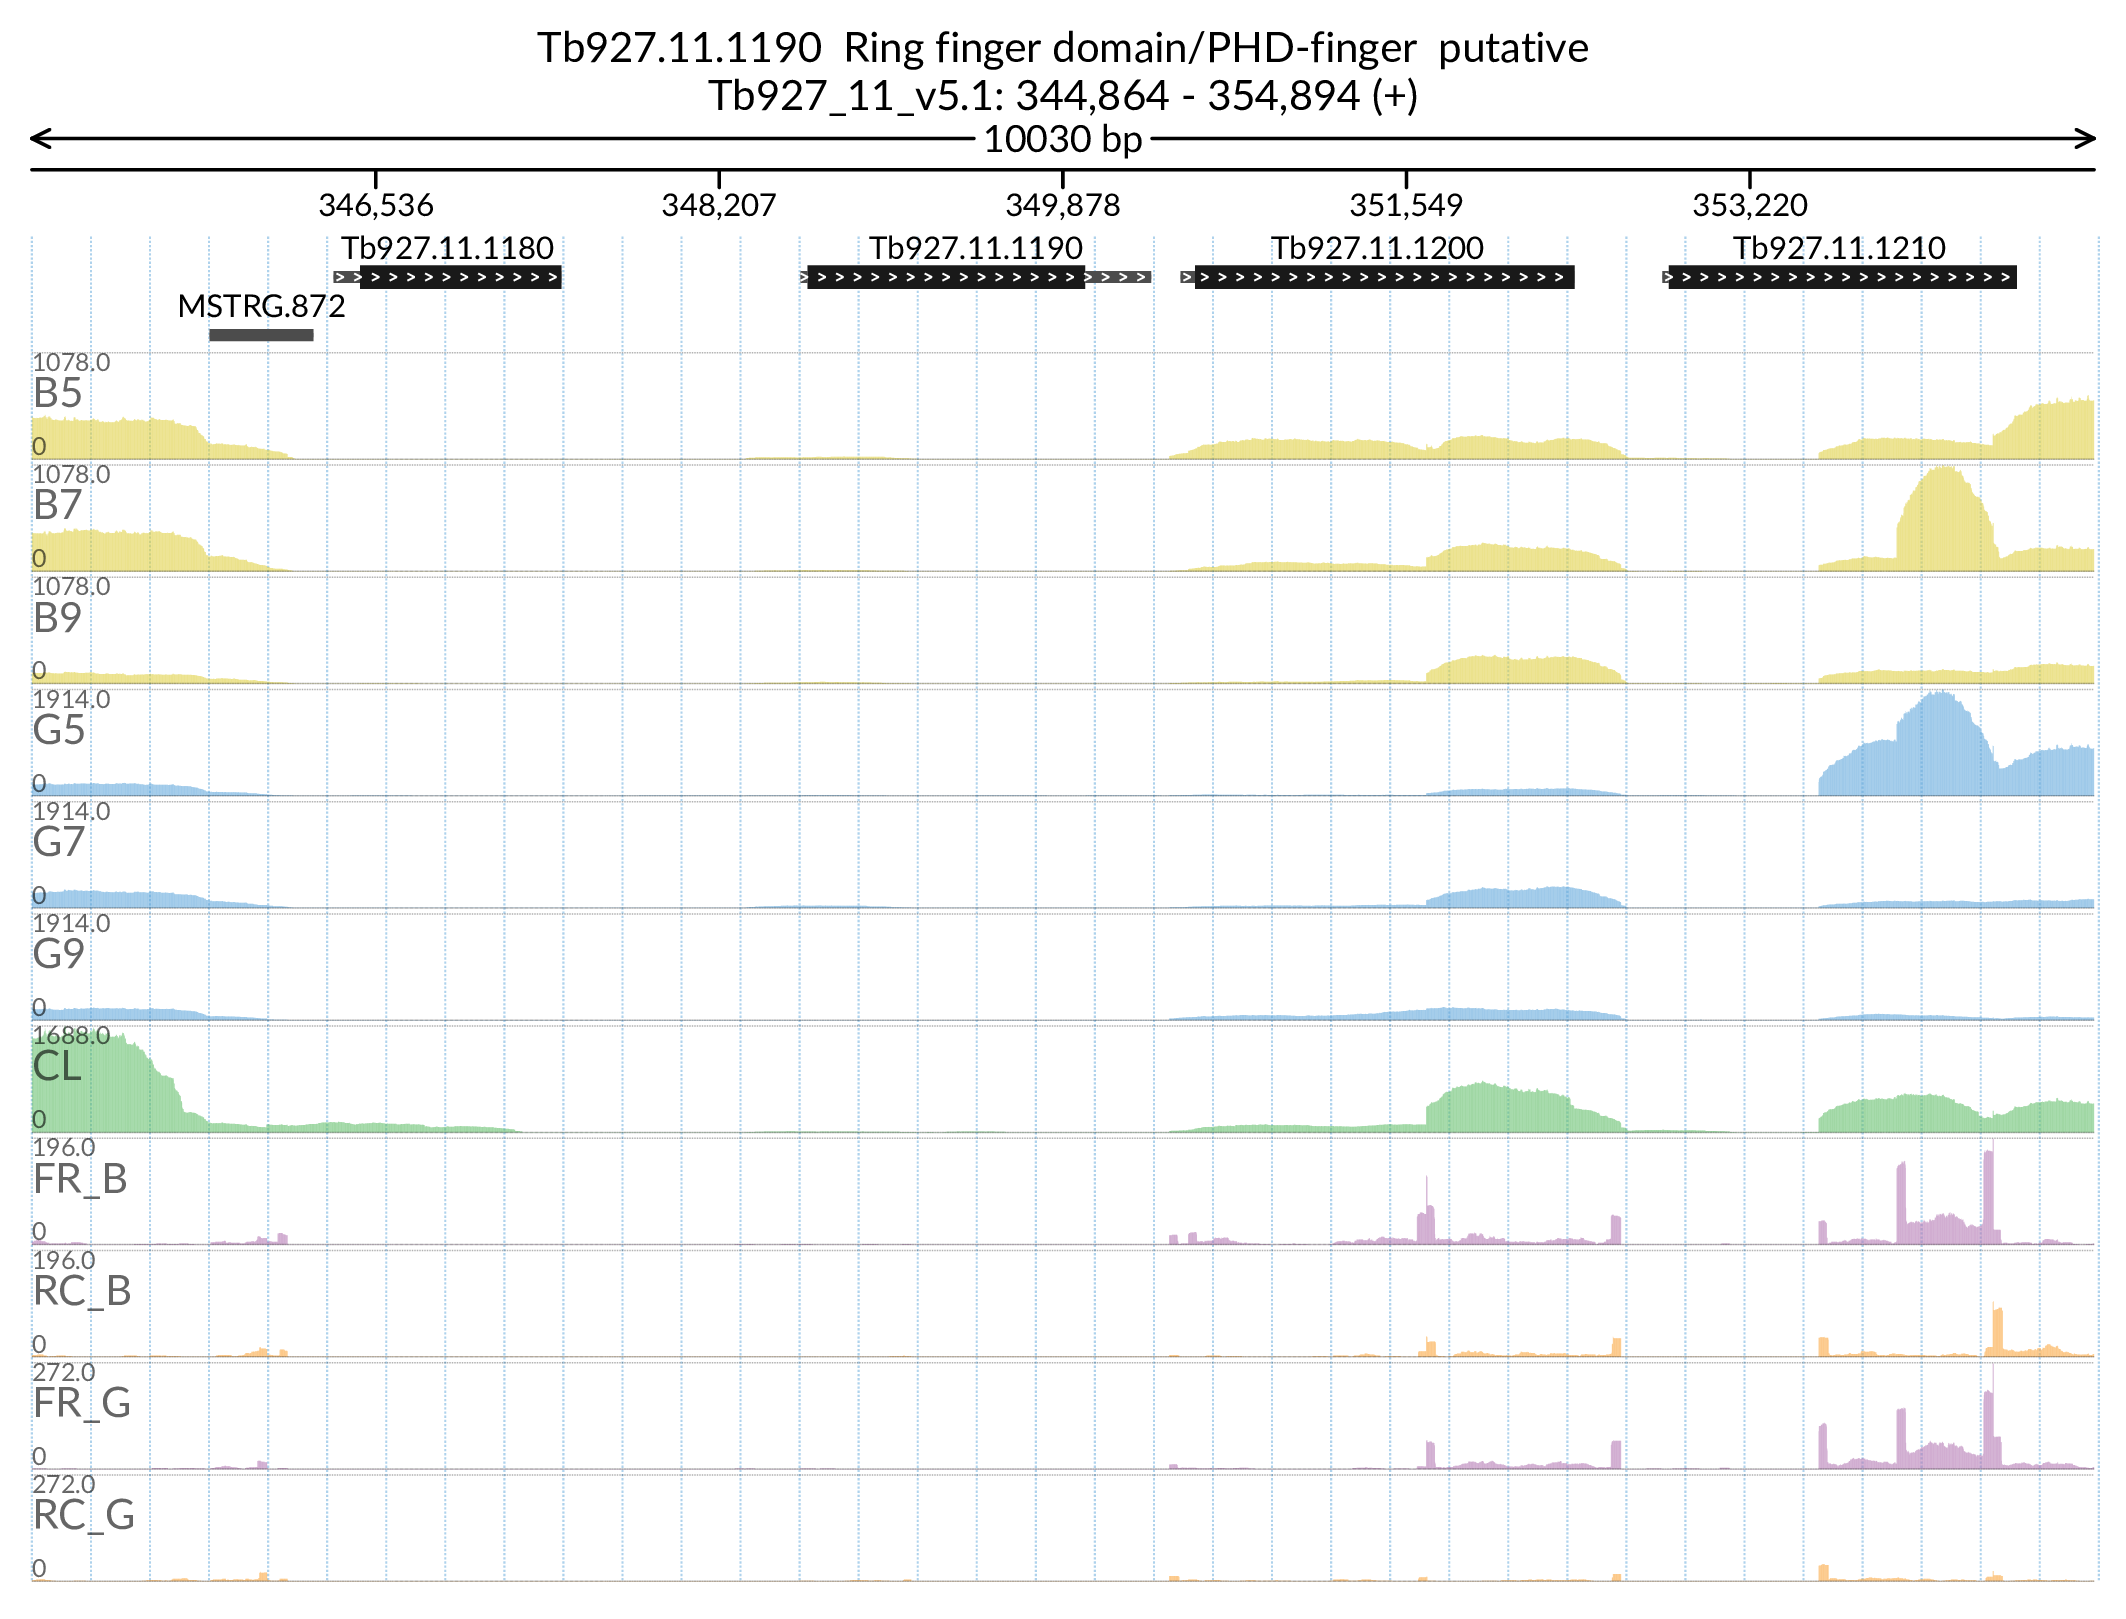 Tb927.11.1190 Ring finger domain/PHD-finger putative
Tb927_11_v5.1: 344,864 - 354,894 (+)
10030 bp
346,536 348,207 349,878 351,549 353,220
Tb927.11.1180 Tb927.11.1190 Tb927.11.1200 Tb927.11.1210
MSTRG.872
1078.0
B5
0
1078.0
B7
0
1078.0
B9
0
1914.0
G5
0
1914.0
G7
0
1914.0
G9
0
1688.0
CL
0
196.0
FR_B
0
196.0
RC_B
0
272.0
FR_G
0
272.0
RC_G
0